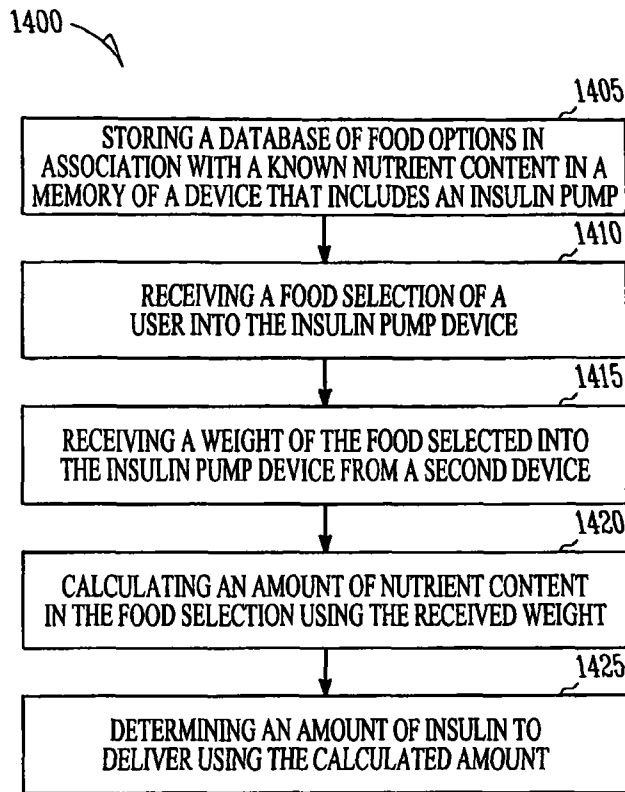 1400
1405
STORING A DATABASE OF FOOD OPTIONS IN
ASSOCIATION WITH A KNOWN NUTRIENT CONTENT IN A
MEMORY OF A DEVICE THAT INCLUDES AN INSULIN PUMP
1410
RECEIVING A FOOD SELECTION OF A
USER INTO THE INSULIN PUMP DEVICE
1415
RECEIVING A WEIGHT OF THE FOOD SELECTED INTO
THE INSULIN PUMP DEVICE FROM A SECOND DEVICE
1420
CALCULATING AN AMOUNT OF NUTRIENT CONTENT
IN THE FOOD SELECTION USING THE RECEIVED WEIGHT
1425
DETERMINING AN AMOUNT OF INSULIN TO
DELIVER USING THE CALCULATED AMOUNT